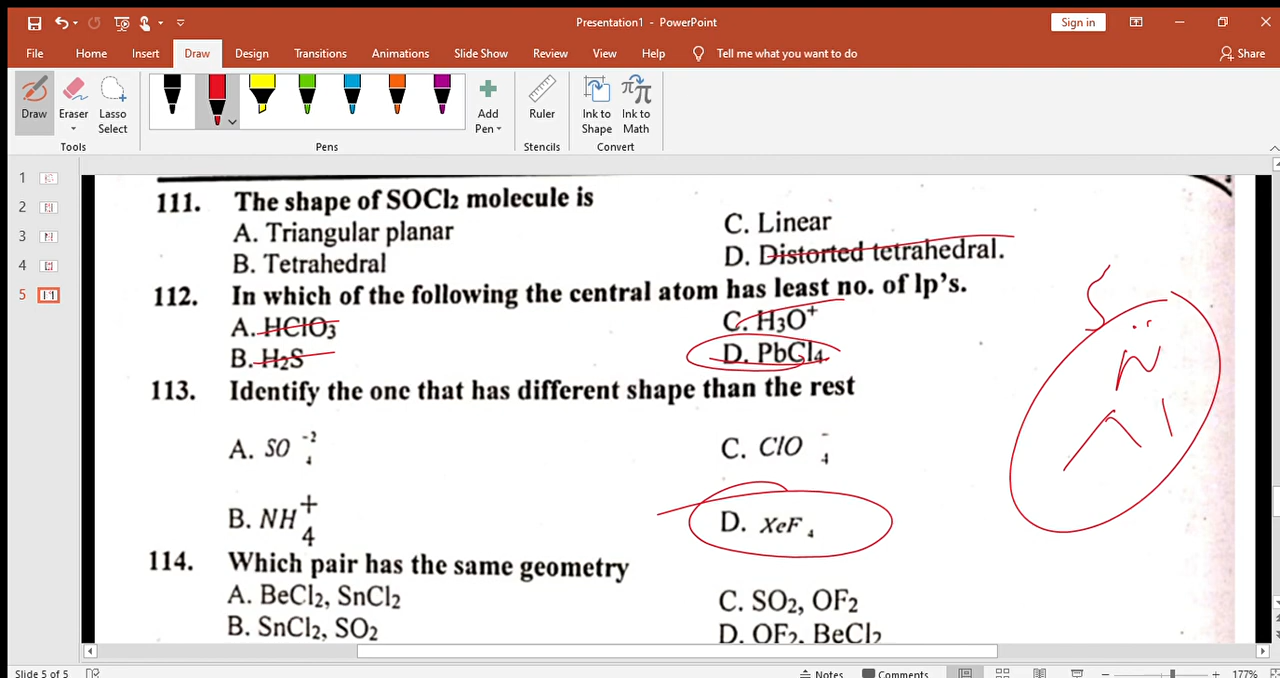 Presentation1 - PowerPoint
Sign in
File Home Insert Draw Design Transitions Animations Slide Show Review View Help Tell me what you want to do Share
Draw Eraser Lasso Select Add Pen Ruler Ink to Shape Ink to Math
Tools Pens Stencils Convert
1
2
3
4
5
111. The shape of SOCl2 molecule is
A. Triangular planar C. Linear
B. Tetrahedral D. Distorted tetrahedral.
112. In which of the following the central atom has least no. of lp's.
A. HClO3 C. H3O+
B. H2S D. PbCl4
113. Identify the one that has different shape than the rest
A. SO4-2 C. ClO4-
B. NH4+ D. XeF4
N
114. Which pair has the same geometry
A. BeCl2, SnCl2 C. SO2, OF2
B. SnCl2, SO2 D. OF2, BeCl2
Slide 5 of 5 Notes Comments 177%